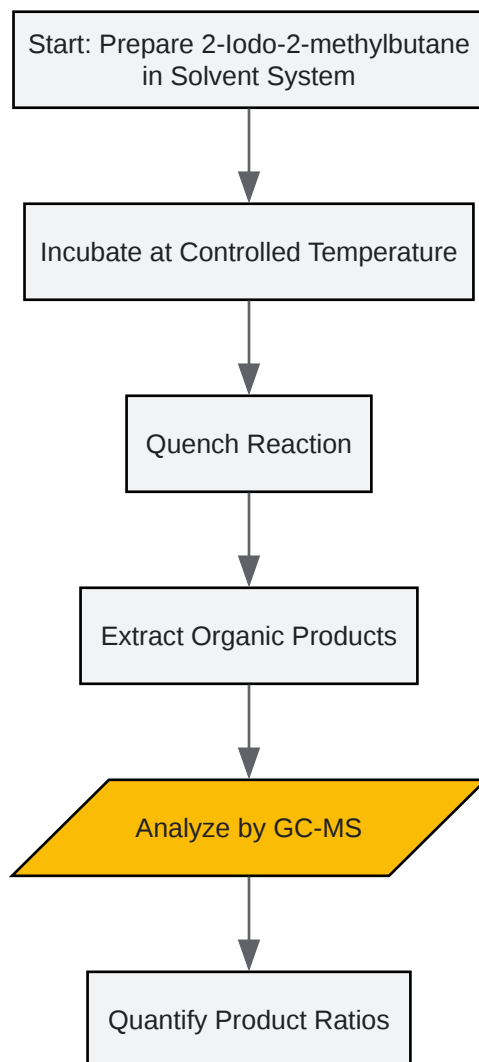 Start: Prepare 2-Iodo-2-methylbutane
in Solvent System
Incubate at Controlled Temperature
Quench Reaction
Extract Organic Products
Analyze by GC-MS
Quantify Product Ratios